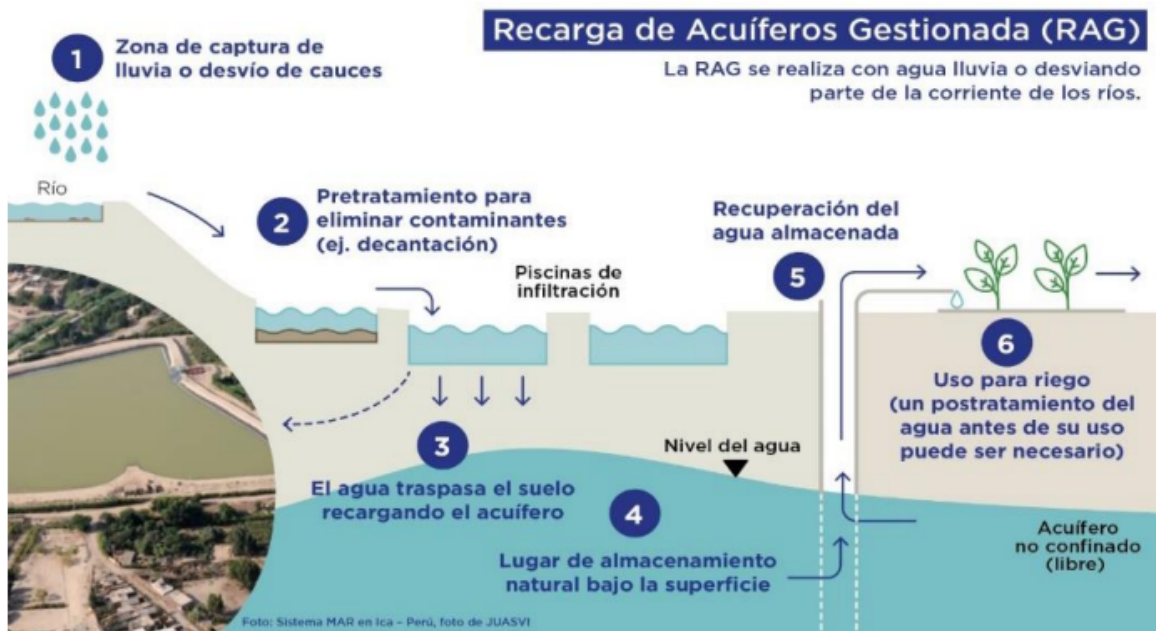 Recarga de Acuíferos Gestionada (RAG)
La RAG se realiza con agua lluvia o desviando
parte de la corriente de los ríos.
1
Zona de captura de
lluvia o desvío de cauces
Río
2
Pretratamiento para
eliminar contaminantes
(ej. decantación)
Piscinas de
infiltración
3
El agua traspasa el suelo
recargando el acuífero
4
Lugar de almacenamiento
natural bajo la superficie
Nivel del agua
Recuperación del
agua almacenada
5
6
Uso para riego
(un postratamiento del
agua antes de su uso
puede ser necesario)
Acuífero
no confinado
(libre)
Foto: Sistema MAR en Ica – Perú, foto de JUASVI